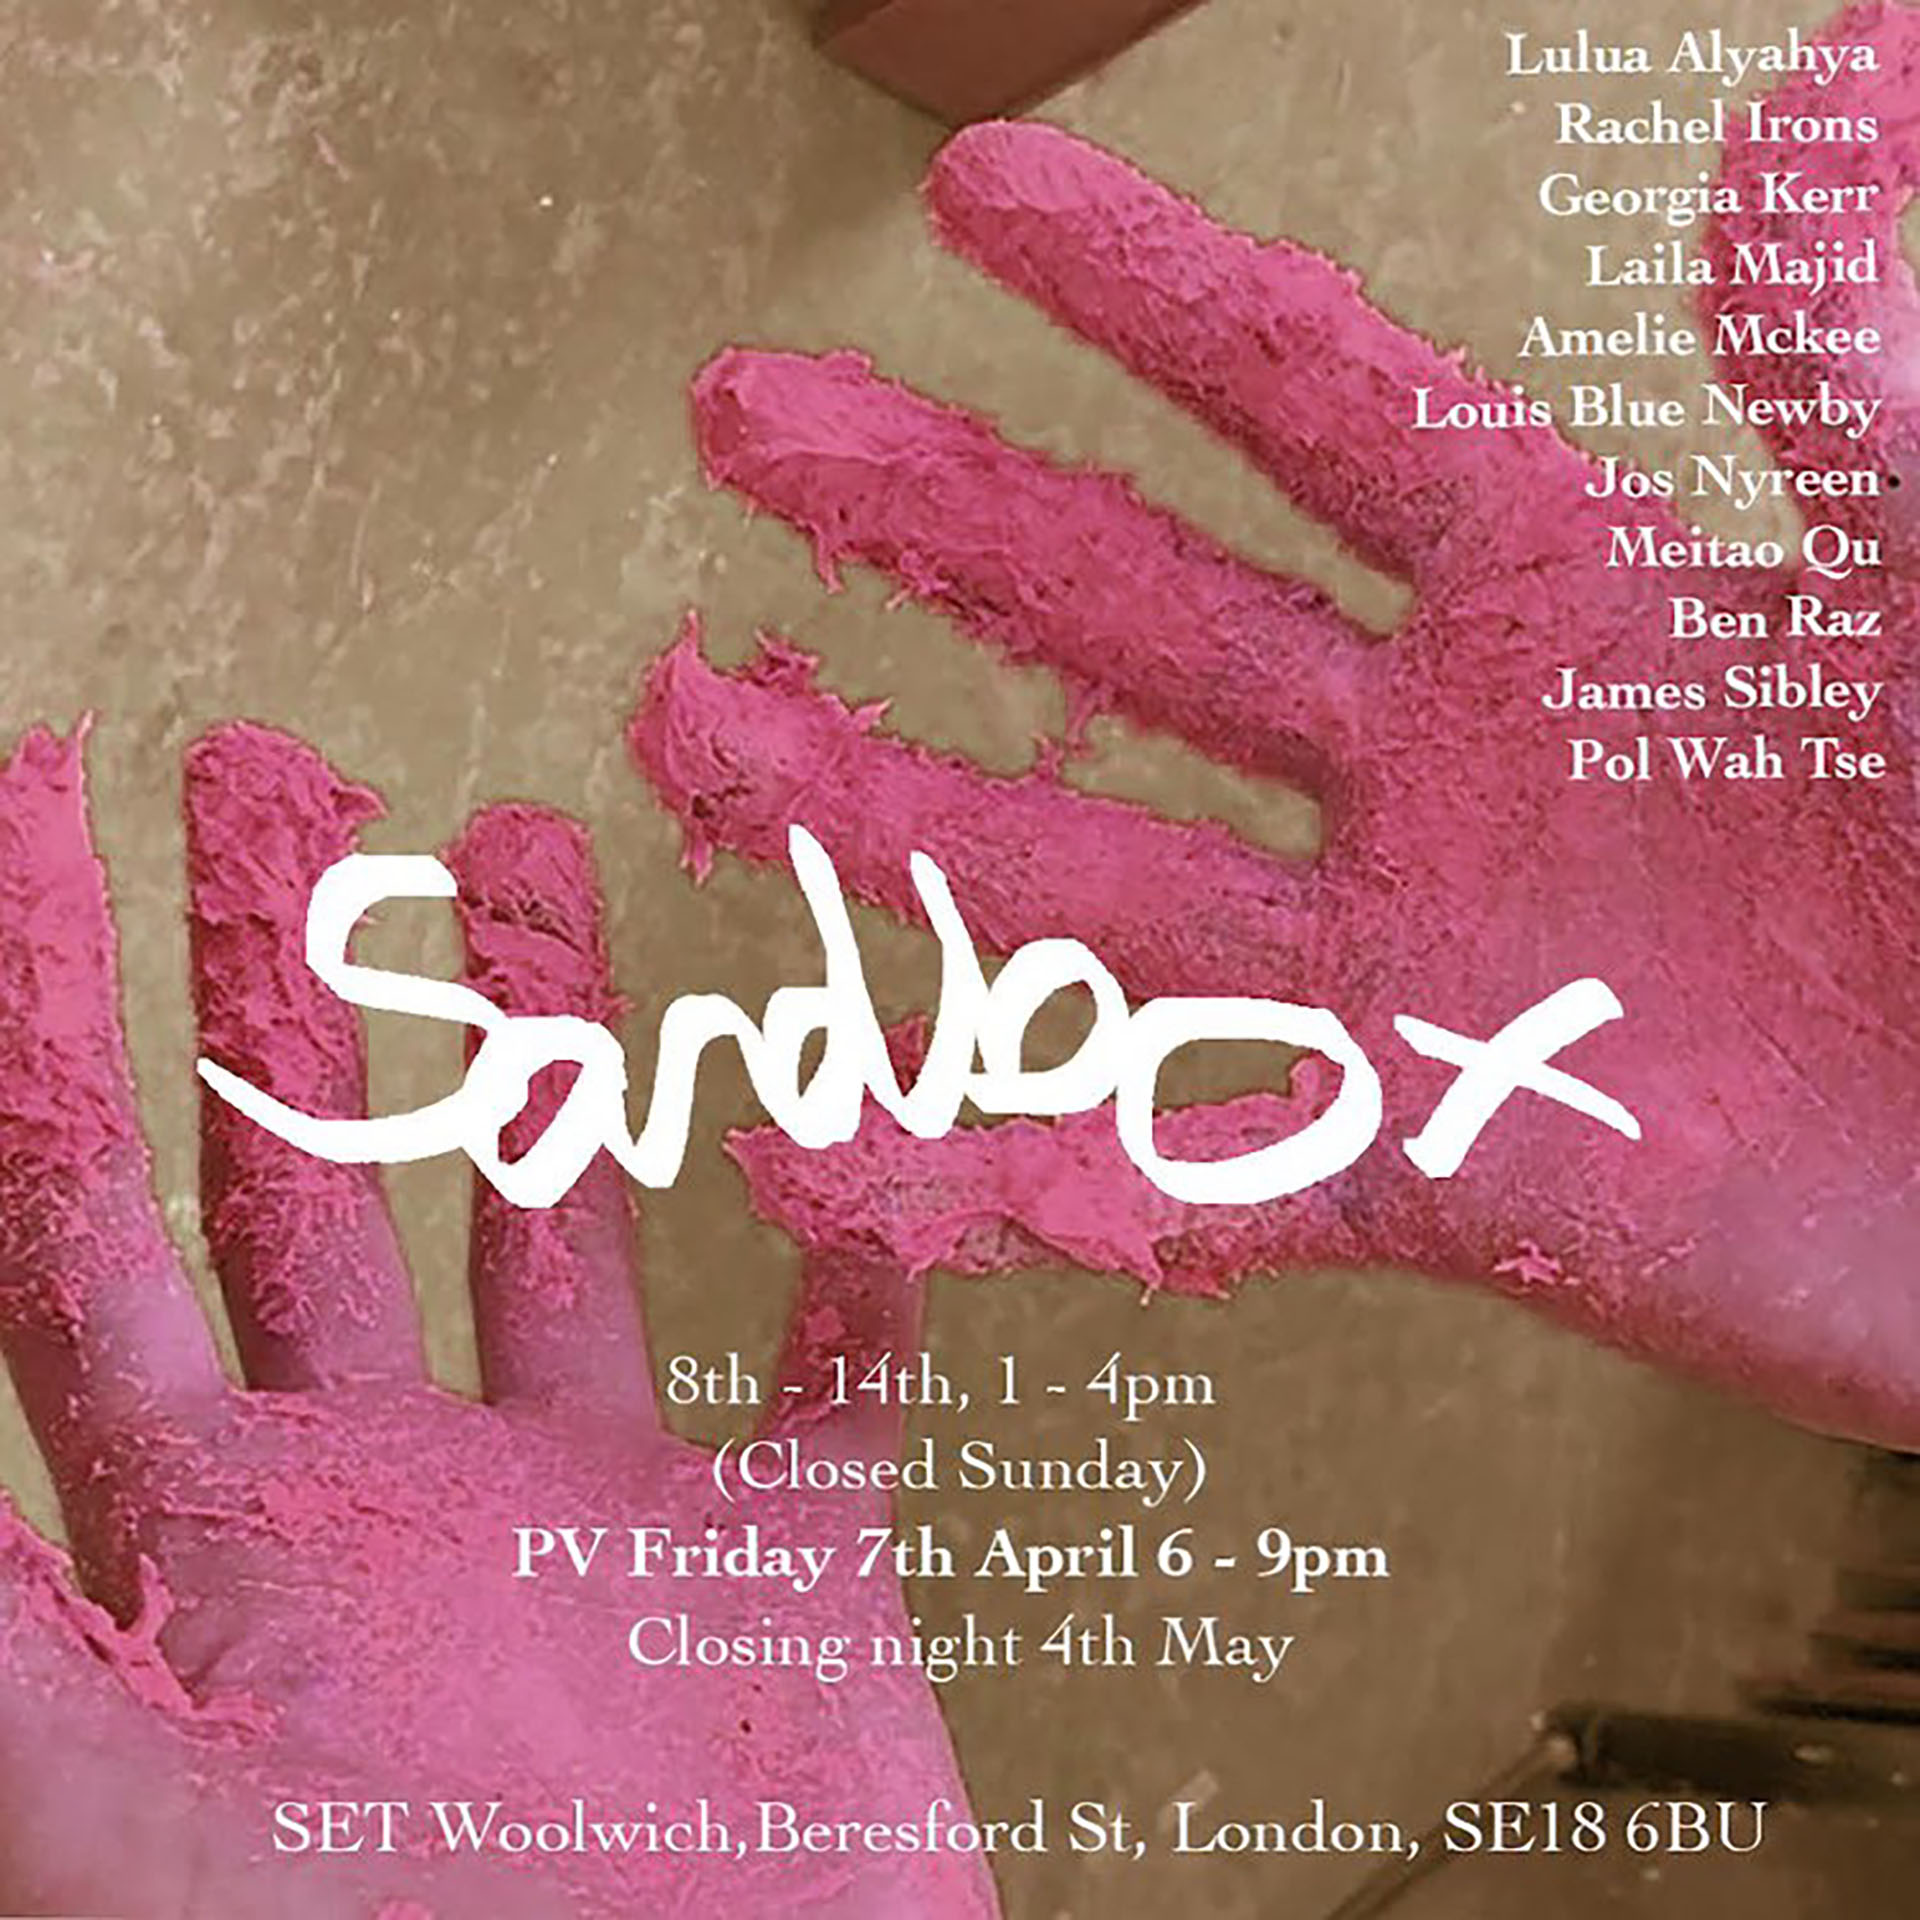 Lulua Alyahya
Rachel Irons
Georgia Kerr
Laila Majid
Amelie Mckee
Louis Blue Newby
Jos Nyreen
Meitao Qu
Ben Raz
James Sibley
Pol Wah Tse
Sandbox
8th - 14th, 1 - 4pm
(Closed Sunday)
PV Friday 7th April 6 - 9pm
Closing night 4th May
SET Woolwich,Beresford St, London, SE18 6BU